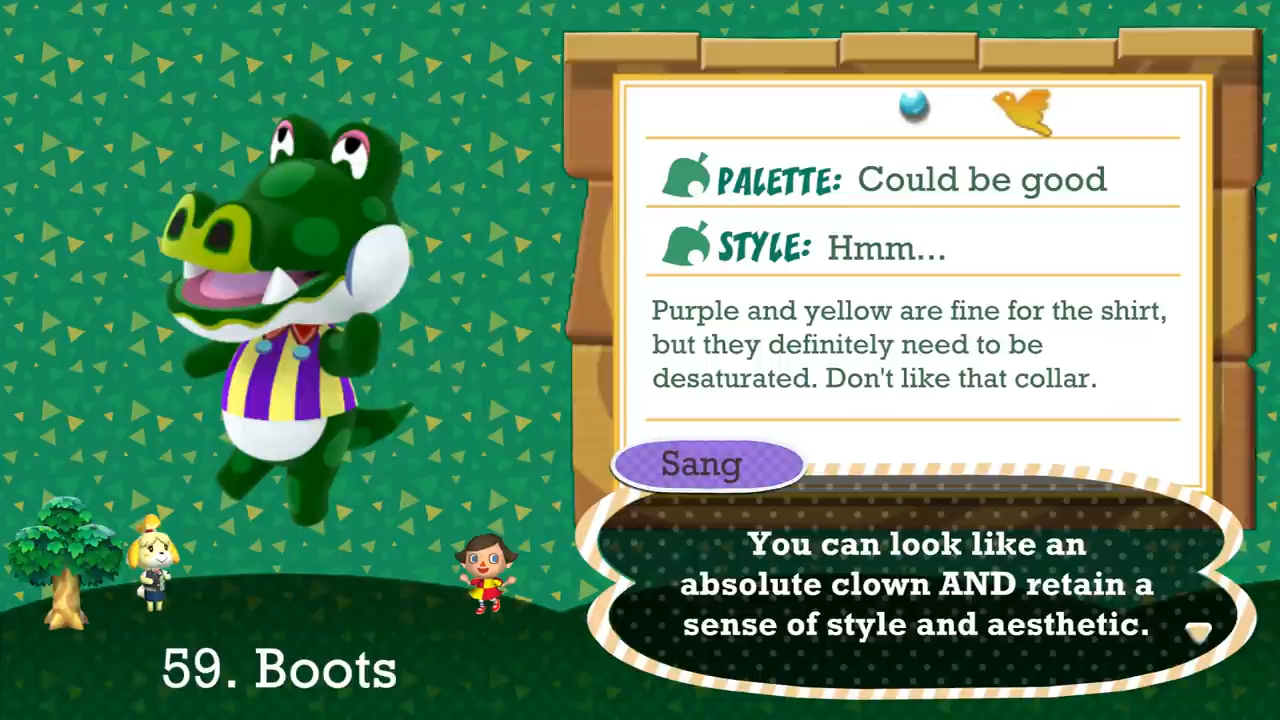 PALETTE: Could be good
STYLE: Hmm...
Purple and yellow are fine for the shirt,
but they definitely need to be
desaturated. Don't like that collar.
Sang
You can look like an
absolute clown AND retain a
sense of style and aesthetic.
59. Boots